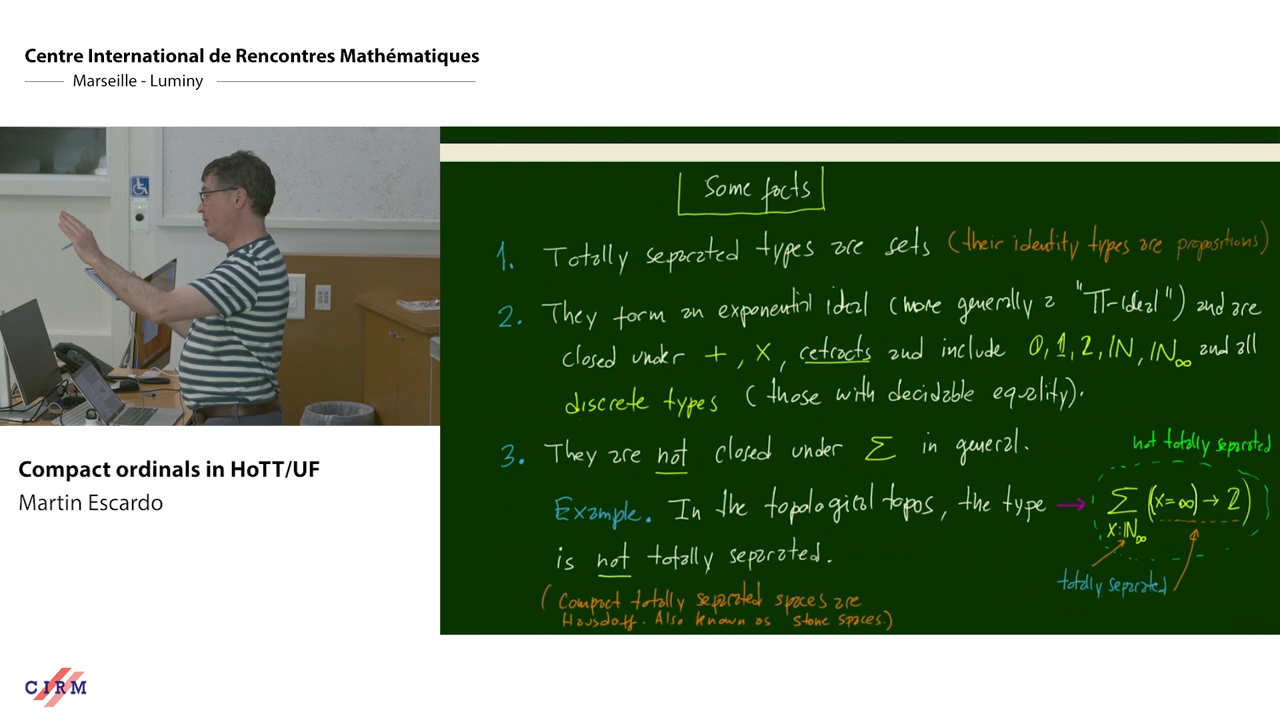 Centre International de Rencontres Mathématiques
Marseille - Luminy
Some facts
1. Totally separated types are sets (their identity types are propositions)
2. They form an exponential ideal (more generally a "Π-ideal") and are
closed under +, ×, retracts and include 0, 1, 2, ℕ, ℕ∞ and all
discrete types (those with decidable equality).
3. They are not closed under Σ in general.
not totally separated
Example. In the topological topos, the type → Σ (x=∞) → 2)
x:ℕ∞
is not totally separated.
totally separated
(Compact totally separated spaces are
Hausdorff. Also known as Stone spaces.)
Compact ordinals in HoTT/UF
Martin Escardo
CIRM